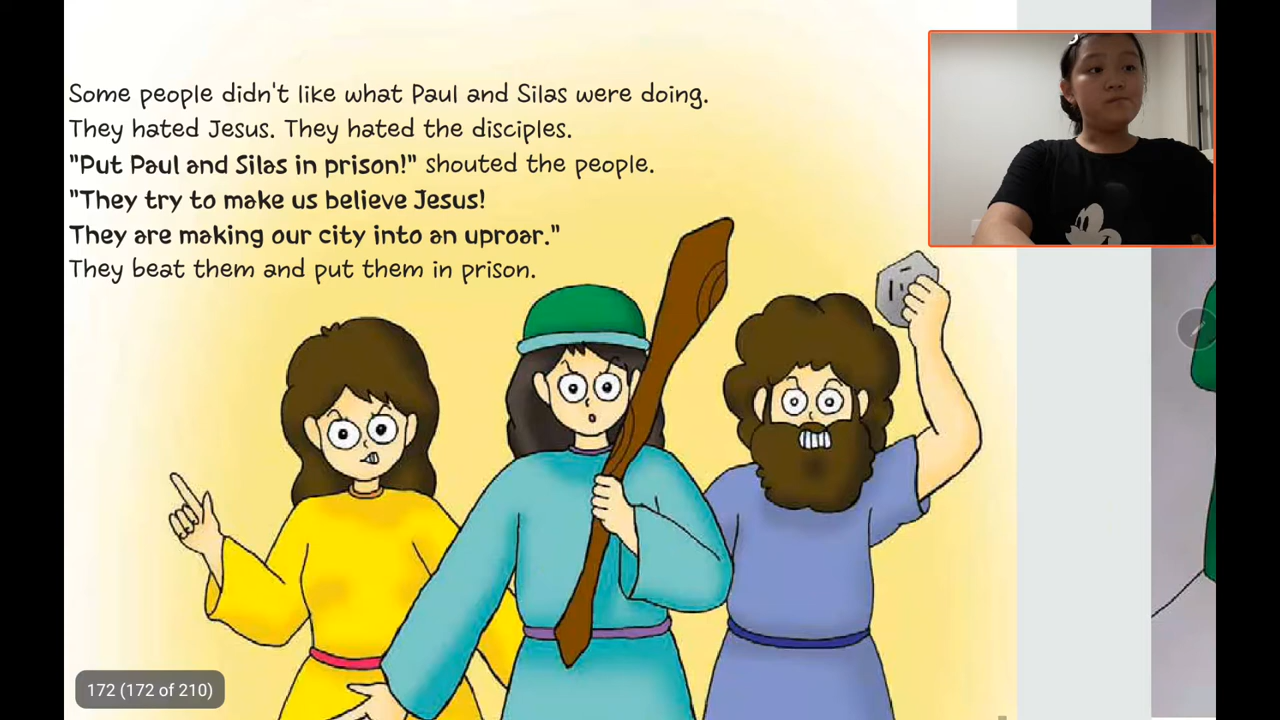 Some people didn't like what Paul and Silas were doing.
They hated Jesus. They hated the disciples.
"Put Paul and Silas in prison!" shouted the people.
"They try to make us believe Jesus!
They are making our city into an uproar."
They beat them and put them in prison.
172 (172 of 210)